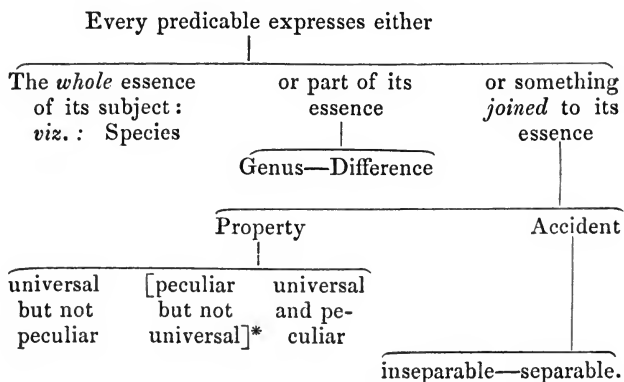 Every predicable expresses either
The whole essence or part of its or something
of its subject : essence joined to its
viz. : Species essence
Genus—Difference
Property Accident
universal [peculiar universal
but not but not and pe-
peculiar universal]* culiar
inseparable—separable.